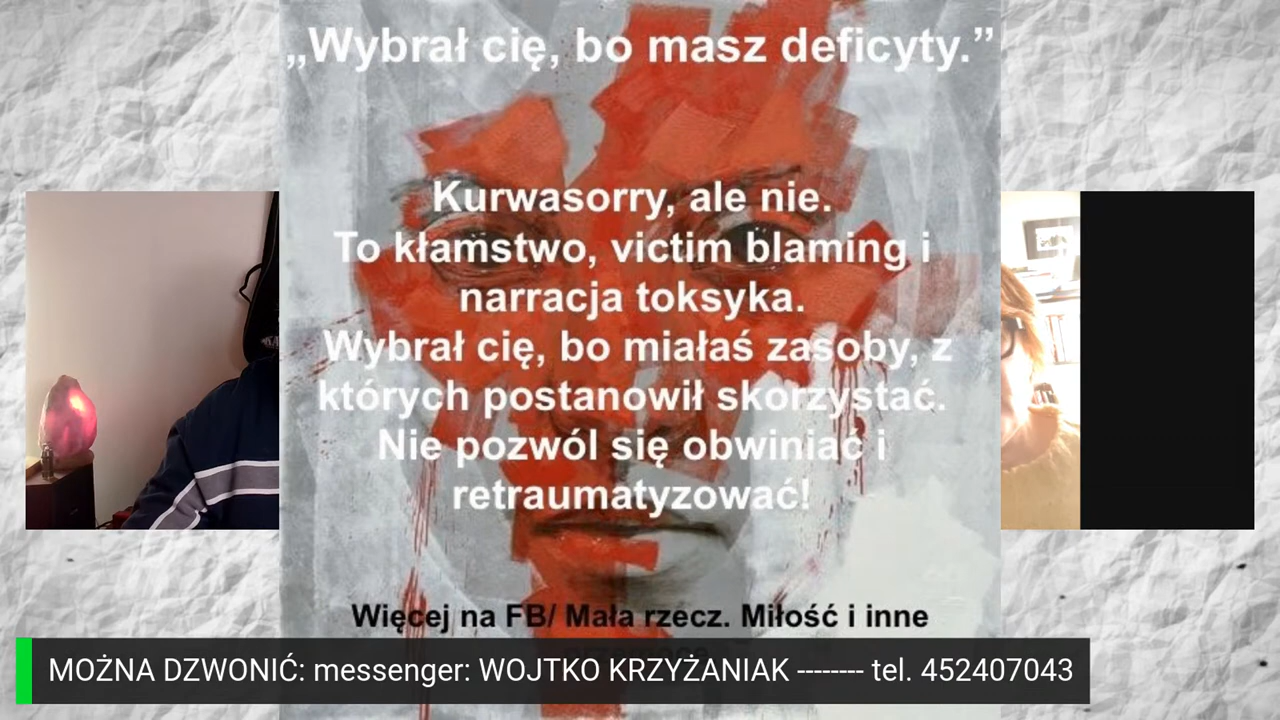 „Wybrał cię, bo masz deficyty.”
Kurwasorry, ale nie.
To kłamstwo, victim blaming i
narracja toksyka.
Wybrał cię, bo miałaś zasoby, z
których postanowił skorzystać.
Nie pozwól się obwiniać i
retraumatyzować!
Więcej na FB/ Mała rzecz. Miłość i inne
MOŻNA DZWONIĆ: messenger: WOJTKO KRZYŻANIAK -------- tel. 452407043